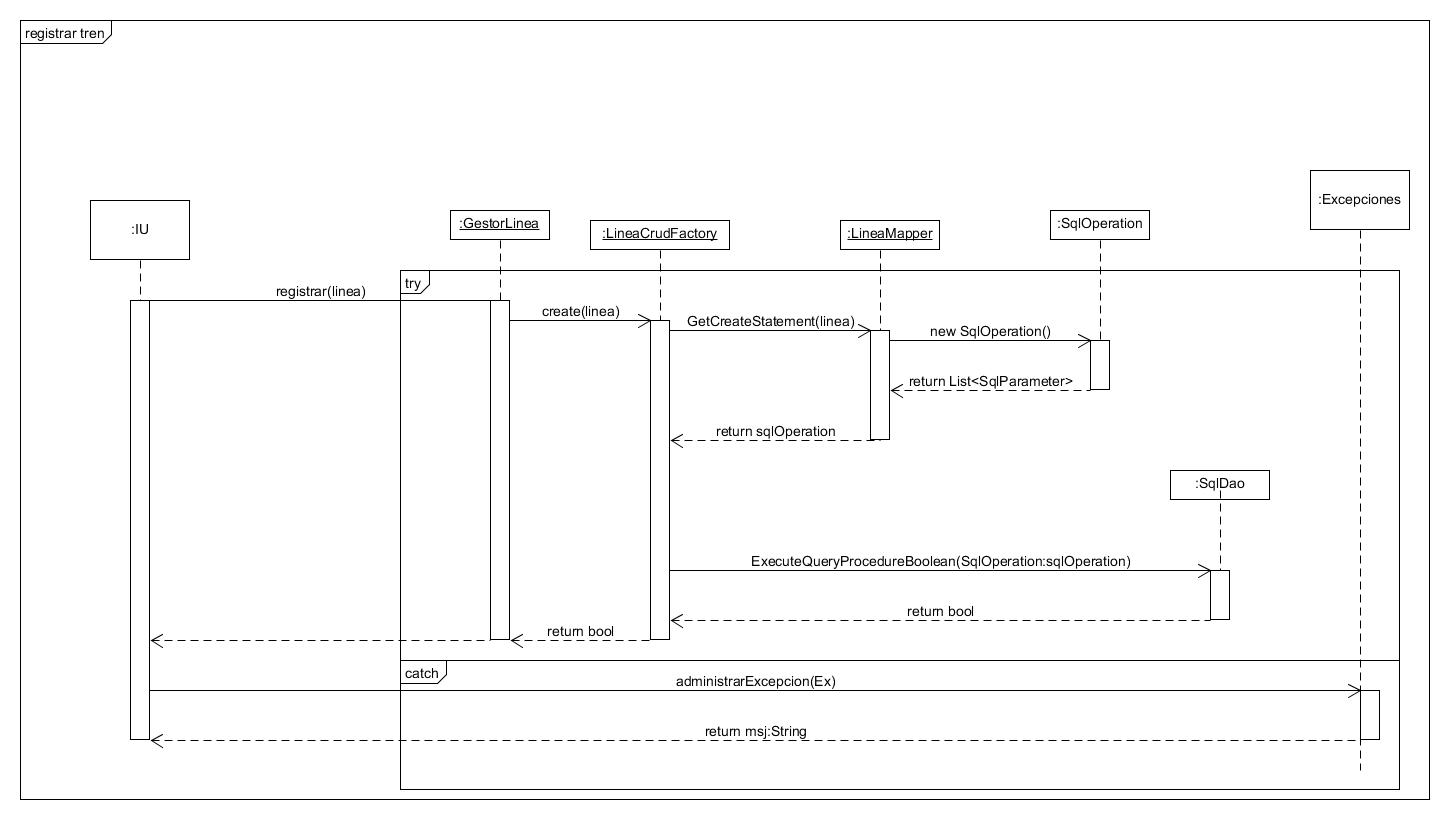 registrar tren
:Excepciones
:IU
:GestorLinea
:LineaCrudFactory
:LineaMapper
:SqlOperation
try
registrar(linea)
create(linea)
GetCreateStatement(linea)
new SqlOperation()
return List<SqlParameter>
return sqlOperation
:SqlDao
ExecuteQueryProcedureBoolean(SqlOperation:sqlOperation)
return bool
return bool
catch
administrarExcepcion(Ex)
return msj:String